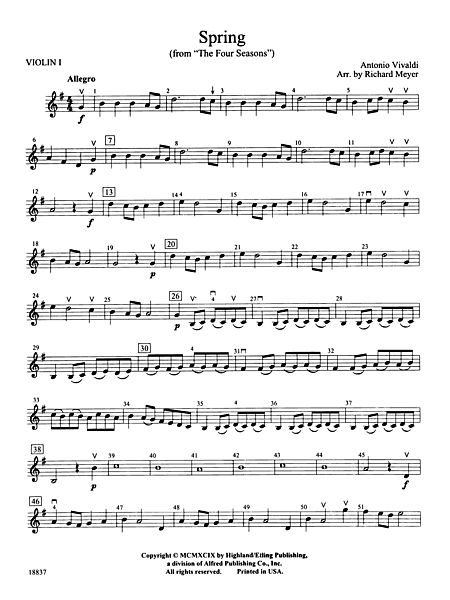 Spring
(from "The Four Seasons")
VIOLIN I
Antonio Vivaldi
Arr. by Richard Meyer
Allegro
1 2 3 4 5
f
6 7 8 9 10 11
p
12 13 14 15 16 17
f
18 19 20 21 22 23
p
24 25 26 27 28
p
29 30 31 32
33 34 35 36 37
38 39 40 41 42 43 44 45
f
46 47 48 49 50 51
Copyright © MCMXCIX by Highland/Etling Publishing,
a division of Alfred Publishing Co., Inc.
All rights reserved. Printed in USA.
18837